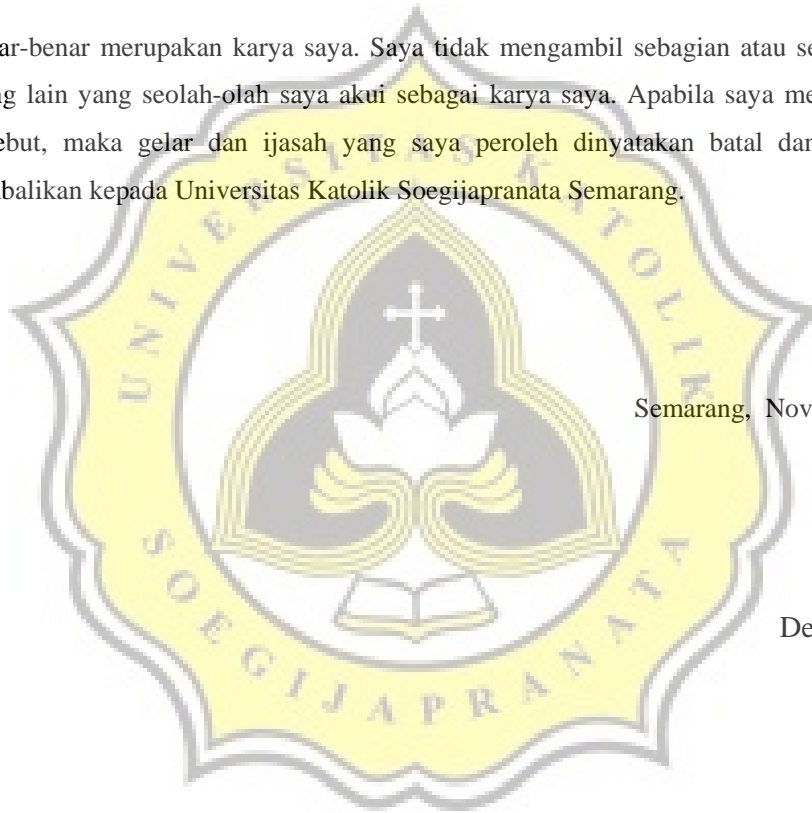 ar-benar merupakan karya saya. Saya tidak mengambil sebagian atau se
ng lain yang seolah-olah saya akui sebagai karya saya. Apabila saya me
ebut, maka gelar dan ijasah yang saya peroleh dinyatakan batal dan
mbalikan kepada Universitas Katolik Soegijapranata Semarang.
UNIVERSITAS KATOLIK
Semarang, Nov
SOEGIJAPRANATA
De